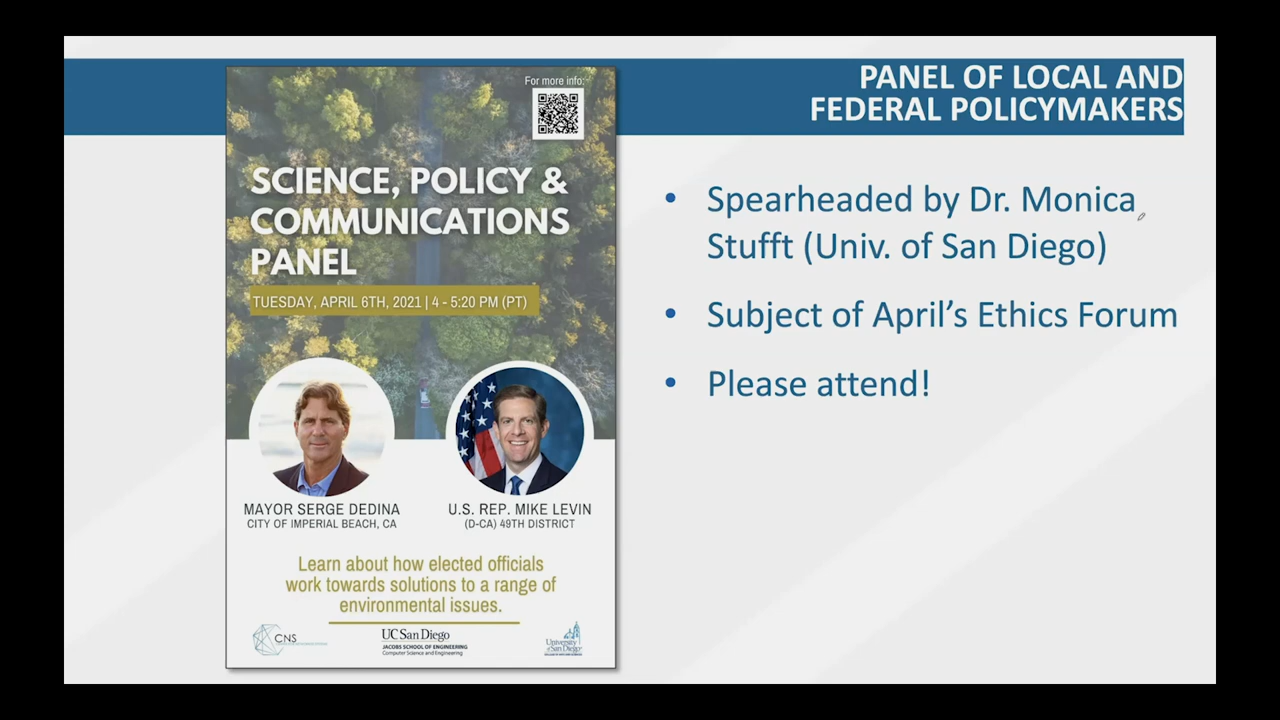 PANEL OF LOCAL AND
FEDERAL POLICYMAKERS
For more info:
SCIENCE, POLICY &
COMMUNICATIONS
PANEL
TUESDAY, APRIL 6TH, 2021 | 4 - 5:20 PM (PT)
MAYOR SERGE DEDINA
CITY OF IMPERIAL BEACH, CA
U.S. REP. MIKE LEVIN
(D-CA) 49TH DISTRICT
Learn about how elected officials
work towards solutions to a range of
environmental issues.
CNS
UC San Diego
JACOBS SCHOOL OF ENGINEERING
Computer Science and Engineering
University
of San Diego
• Spearheaded by Dr. Monica
Stufft (Univ. of San Diego)
• Subject of April’s Ethics Forum
• Please attend!